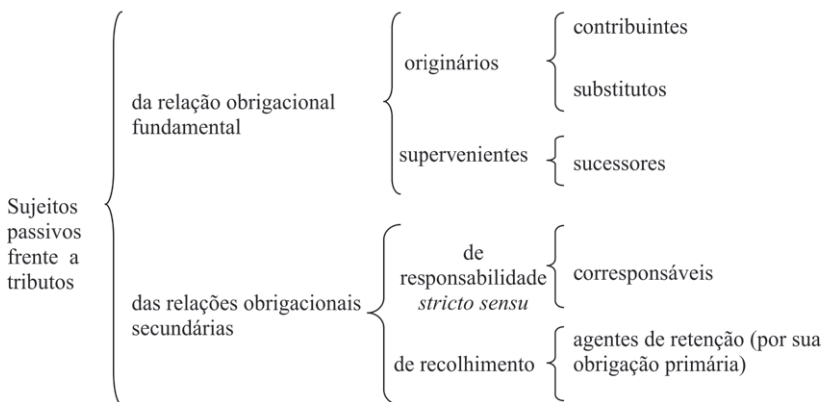 Sujeitos
passivos
frente a
tributos
da relação obrigacional
fundamental
originários
contribuintes
substitutos
supervenientes
sucessores
das relações obrigacionais
secundárias
de
responsabilidade
stricto sensu
corresponsáveis
de recolhimento
agentes de retenção (por sua
obrigação primária)